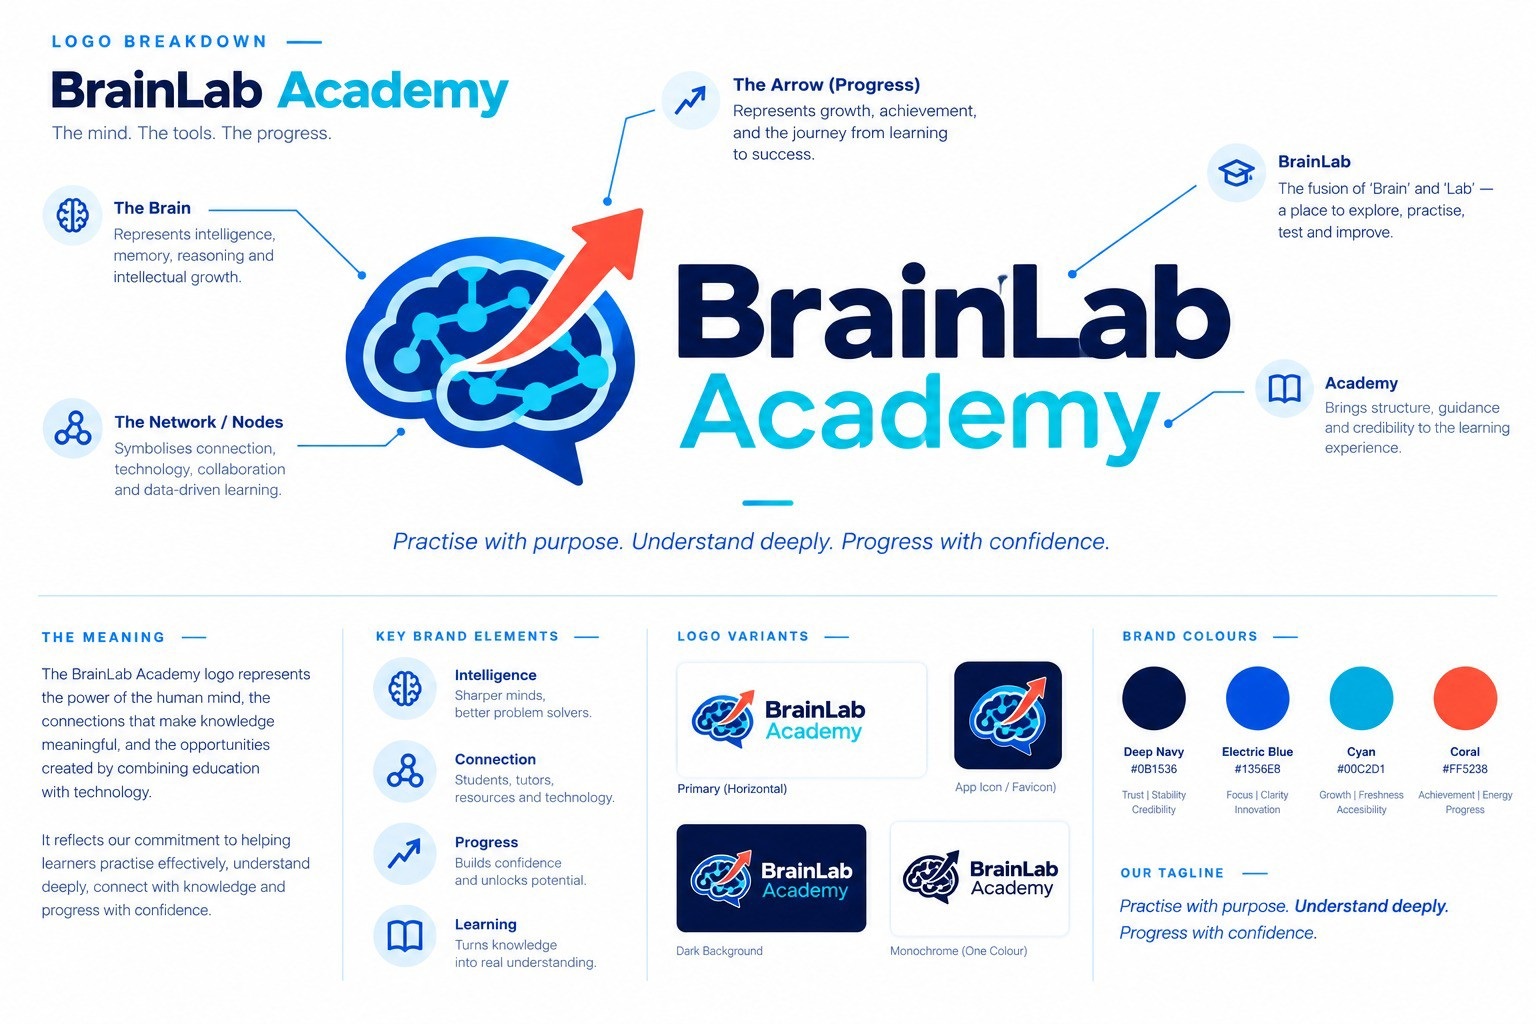 LOGO BREAKDOWN
BrainLab Academy
The mind. The tools. The progress.
The Arrow (Progress)
Represents growth, achievement,
and the journey from learning
to success.
BrainLab
The fusion of ‘Brain’ and ‘Lab’ —
a place to explore, practise,
test and improve.
The Brain
Represents intelligence,
memory, reasoning and
intellectual growth.
BrainLab
Academy
Academy
Brings structure, guidance
and credibility to the learning
experience.
The Network / Nodes
Symbolises connection,
technology, collaboration
and data-driven learning.
Practise with purpose. Understand deeply. Progress with confidence.
THE MEANING
The BrainLab Academy logo represents
the power of the human mind, the
connections that make knowledge
meaningful, and the opportunities
created by combining education
with technology.
It reflects our commitment to helping
learners practise effectively, understand
deeply, connect with knowledge and
progress with confidence.
KEY BRAND ELEMENTS
Intelligence
Sharper minds,
better problem solvers.
Connection
Students, tutors,
resources and technology.
Progress
Builds confidence
and unlocks potential.
Learning
Turns knowledge
into real understanding.
LOGO VARIANTS
BrainLab
Academy
Primary (Horizontal)
App Icon / Favicon)
BrainLab
Academy
Dark Background
BrainLab
Academy
Monochrome (One Colour)
BRAND COLOURS
Deep Navy
#0B1536
Trust | Stability
Credibility
Electric Blue
#1356E8
Focus | Clarity
Innovation
Cyan
#00C2D1
Growth | Freshness
Accesibility
Coral
#FF5238
Achievement | Energy
Progress
OUR TAGLINE
Practise with purpose. Understand deeply.
Progress with confidence.